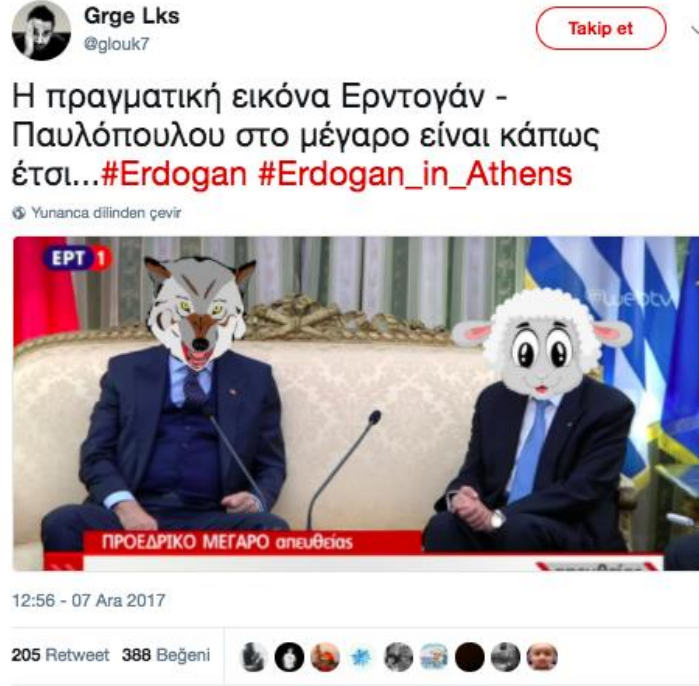 Grge Lks
@glouk7
Takip et
Η πραγματική εικόνα Ερντογάν -
Παυλόπουλου στο μέγαρο είναι κάπως
έτσι...#Erdogan #Erdogan_in_Athens
Yunanca dilinden çevir
ΕΡΤ 1
webtv
ΠΡΟΕΔΡΙΚΟ ΜΕΓΑΡΟ απευθείας
12:56 - 07 Ara 2017
205 Retweet 388 Beğeni